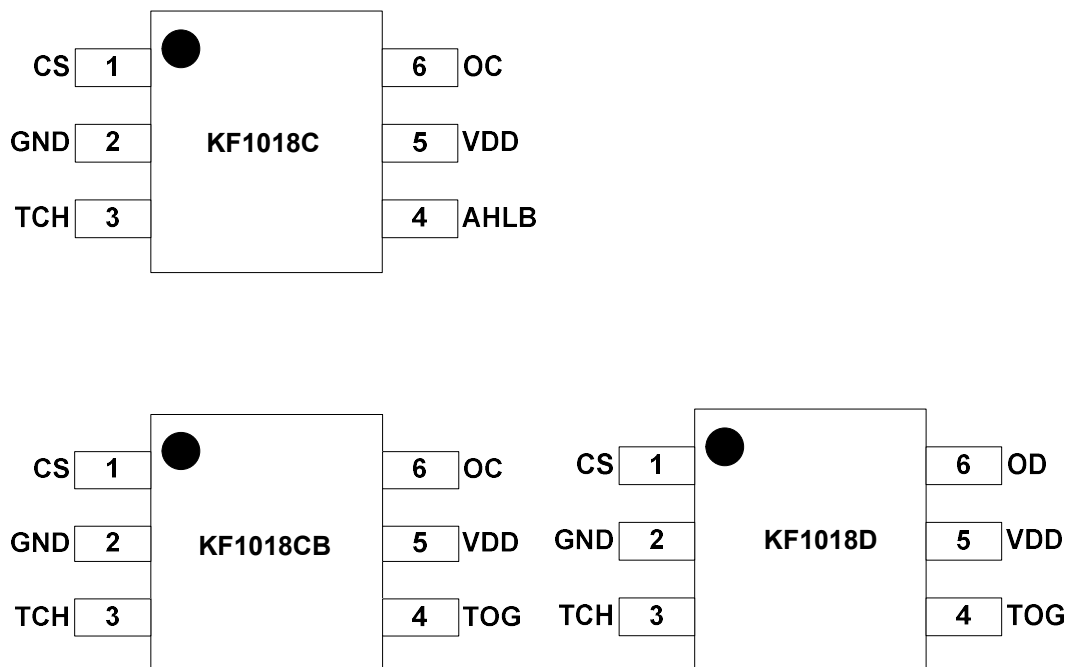 CS 1 6 OC
GND 2 KF1018C 5 VDD
TCH 3 4 AHLB
CS 1 6 OC
GND 2 KF1018CB 5 VDD
TCH 3 4 TOG
CS 1 6 OD
GND 2 KF1018D 5 VDD
TCH 3 4 TOG